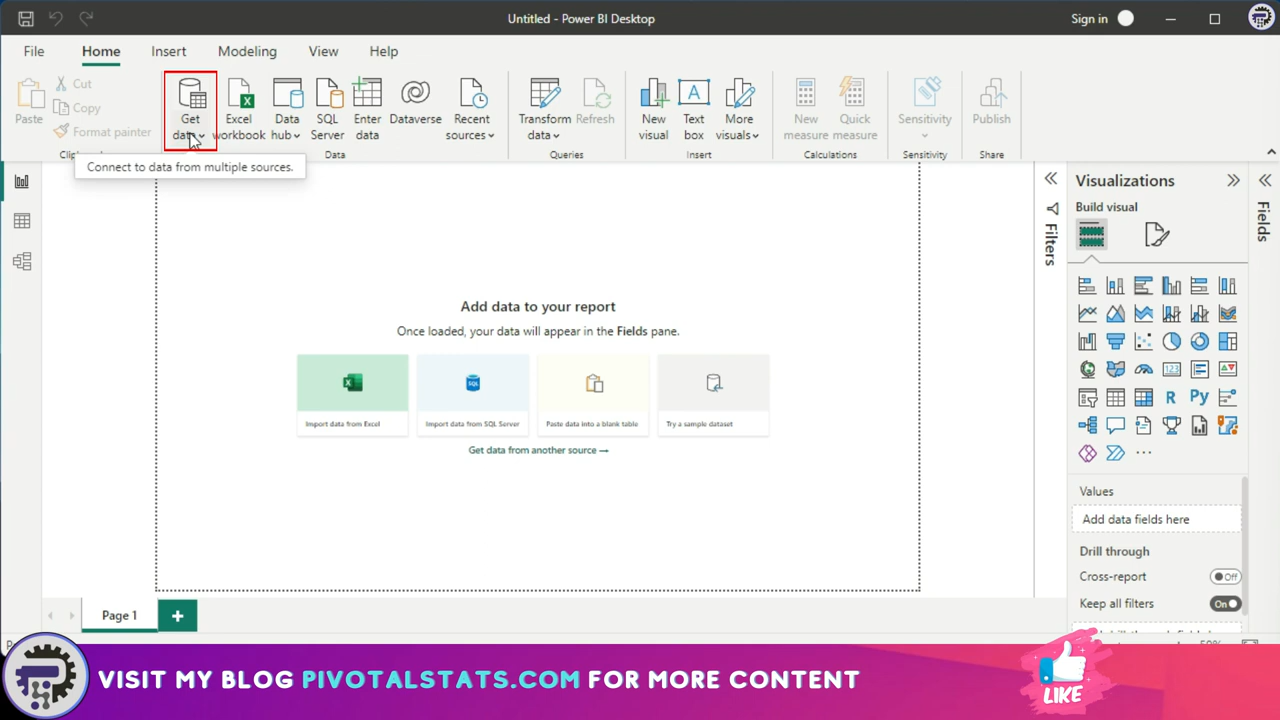 Untitled - Power BI Desktop
Sign in
File
Home
Insert
Modeling
View
Help
Paste
Cut
Copy
Format painter
Get
data
Excel
workbook
Data
hub
SQL
Server
Enter
data
Dataverse
Recent
sources
Transform
data
Refresh
New
visual
Text
box
More
visuals
New
measure
Quick
measure
Sensitivity
Publish
Data
Queries
Insert
Calculations
Sensitivity
Share
Connect to data from multiple sources.
Add data to your report
Once loaded, your data will appear in the Fields pane.
Import data from Excel
Import data from SQL Server
Paste data into a blank table
Try a sample dataset
Get data from another source →
Filters
Visualizations
Build visual
Fields
Values
Add data fields here
Drill through
Cross-report
Off
Keep all filters
On
Page 1
VISIT MY BLOG PIVOTALSTATS.COM FOR MORE CONTENT
LIKE